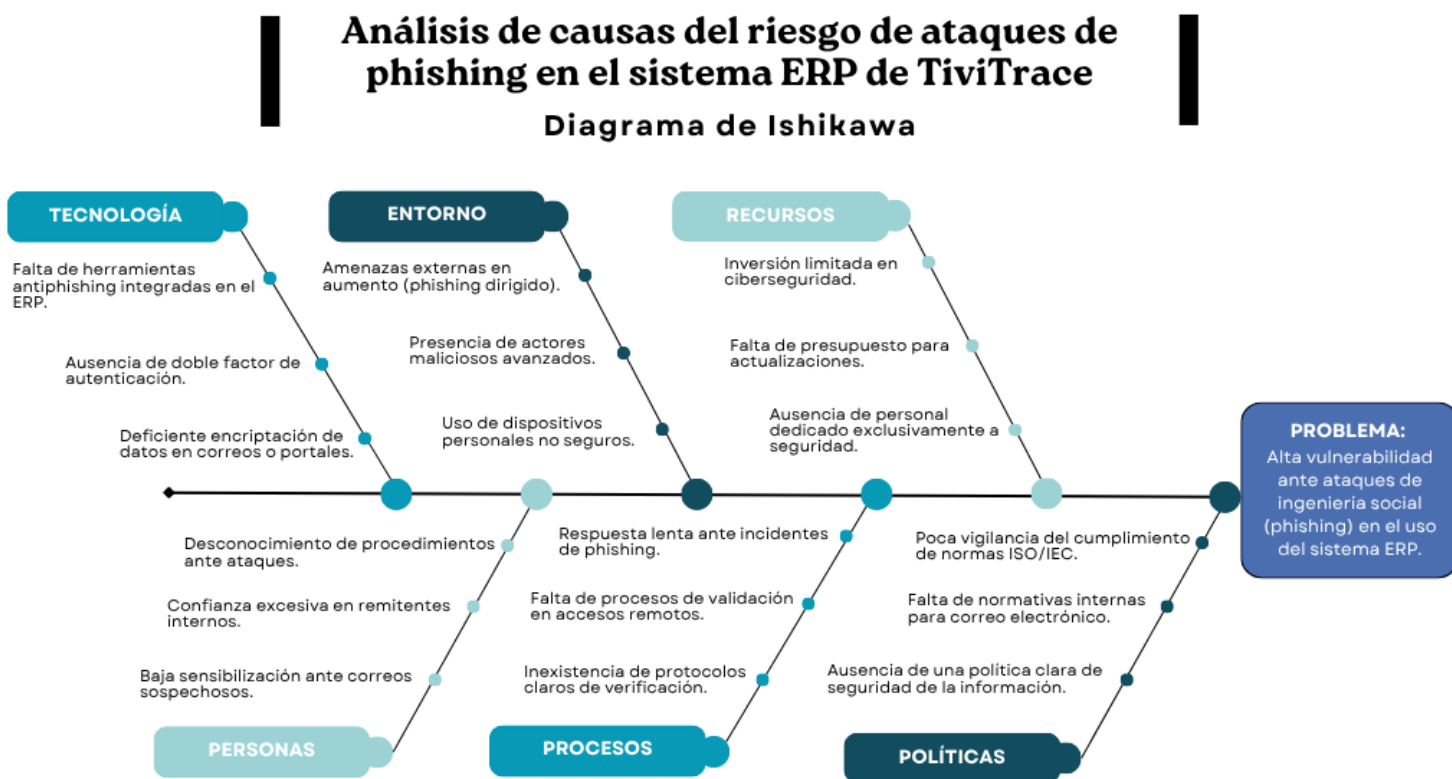 Análisis de causas del riesgo de ataques de
phishing en el sistema ERP de TiviTrace
Diagrama de Ishikawa
TECNOLOGÍA
Falta de herramientas
antiphishing integradas en el
ERP.
Ausencia de doble factor de
autenticación.
Deficiente encriptación de
datos en correos o portales.
ENTORNO
Amenazas externas en
aumento (phishing dirigido).
Presencia de actores
maliciosos avanzados.
Uso de dispositivos
personales no seguros.
RECURSOS
Inversión limitada en
ciberseguridad.
Falta de presupuesto para
actualizaciones.
Ausencia de personal
dedicado exclusivamente a
seguridad.
PROBLEMA:
Alta vulnerabilidad
ante ataques de
ingeniería social
(phishing) en el uso
del sistema ERP.
Desconocimiento de procedimientos
ante ataques.
Confianza excesiva en remitentes
internos.
Baja sensibilización ante correos
sospechosos.
PERSONAS
Respuesta lenta ante incidentes
de phishing.
Falta de procesos de validación
en accesos remotos.
Inexistencia de protocolos
claros de verificación.
PROCESOS
Poca vigilancia del cumplimiento
de normas ISO/IEC.
Falta de normativas internas
para correo electrónico.
Ausencia de una política clara de
seguridad de la información.
POLÍTICAS